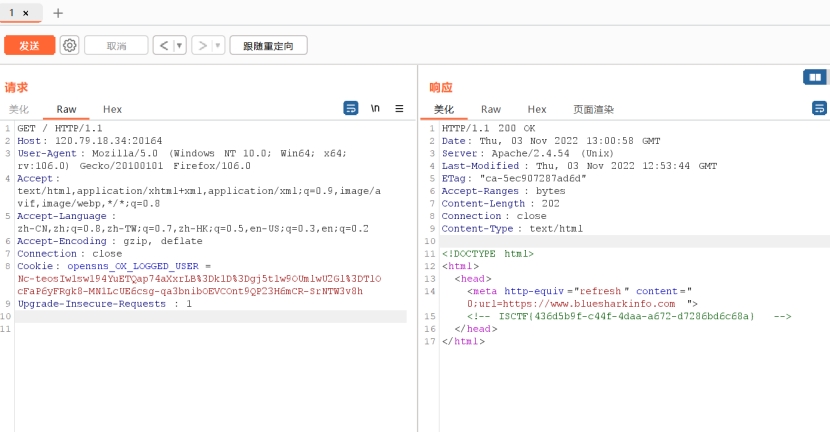 1 × +
发送 取消 < ▼ > ▼ 跟随重定向
请求
美化 Raw Hex \n ☰
1 GET / HTTP/1.1
2 Host: 120.79.18.34:20164
3 User-Agent: Mozilla/5.0 (Windows NT 10.0; Win64; x64;
rv:106.0) Gecko/20100101 Firefox/106.0
4 Accept:
text/html,application/xhtml+xml,application/xml;q=0.9,image/a
vif,image/webp,*/*;q=0.8
5 Accept-Language:
zh-CN,zh;q=0.8,zh-TW;q=0.7,zh-HK;q=0.5,en-US;q=0.3,en;q=0.2
6 Accept-Encoding: gzip, deflate
7 Connection: close
8 Cookie: opensns_OX_LOGGED_USER =
9 Upgrade-Insecure-Requests : 1
10
11
响应
美化 Raw Hex 页面渲染
1 HTTP/1.1 200 OK
2 Date: Thu, 03 Nov 2022 13:00:58 GMT
3 Server: Apache/2.4.54 (Unix)
4 Last-Modified: Thu, 03 Nov 2022 12:53:44 GMT
5 ETag: "ca-5ec907287ad6d"
6 Accept-Ranges: bytes
7 Content-Length: 202
8 Connection: close
9 Content-Type: text/html
10
11 <!DOCTYPE html>
12 <html>
13 <head>
14 <meta http-equiv="refresh" content="
0;url=https://www.bluesharkinfo.com ">
15 <!-- ISCTF{436d5b9f-c44f-4daa-a672-d7286bd6c68a} -->
16 </head>
17 </html>